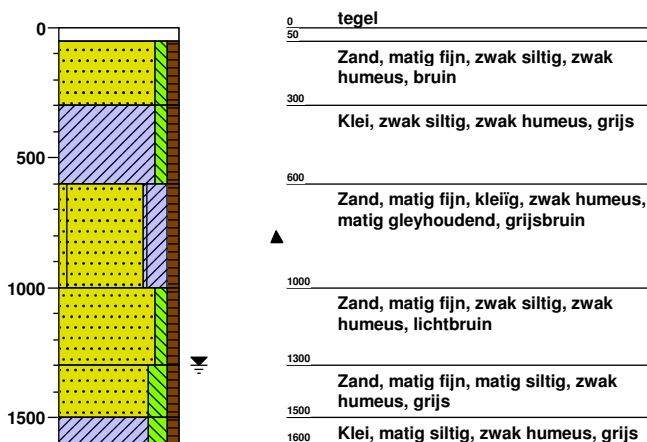 0
500
1000
1500
0
tegel
50
Zand, matig fijn, zwak siltig, zwak
humeus, bruin
300
Klei, zwak siltig, zwak humeus, grijs
600
Zand, matig fijn, kleiïg, zwak humeus,
matig gleyhoudend, grijsbruin
1000
Zand, matig fijn, zwak siltig, zwak
humeus, lichtbruin
1300
Zand, matig fijn, matig siltig, zwak
humeus, grijs
1500
Klei, matig siltig, zwak humeus, grijs
1600